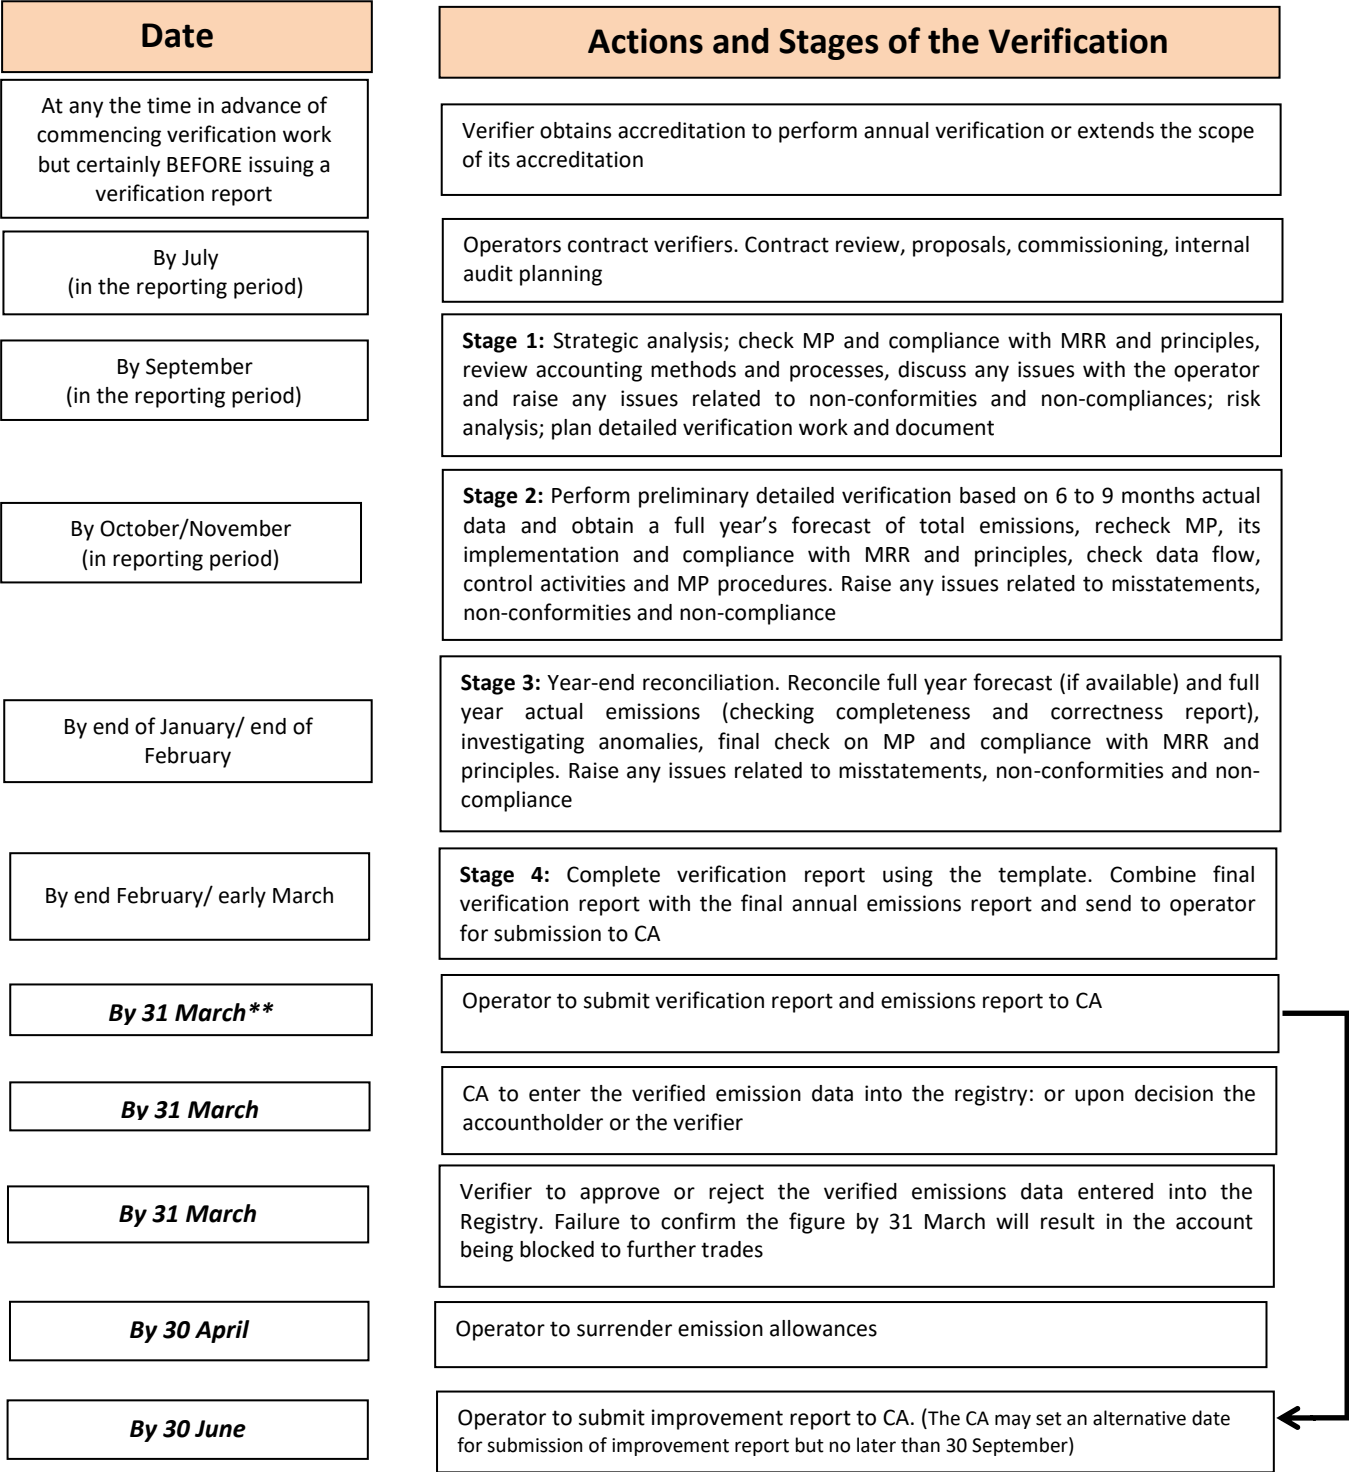 Date
Actions and Stages of the Verification
At any the time in advance of
commencing verification work
but certainly BEFORE issuing a
verification report
Verifier obtains accreditation to perform annual verification or extends the scope
of its accreditation
By July
(in the reporting period)
Operators contract verifiers. Contract review, proposals, commissioning, internal
audit planning
By September
(in the reporting period)
Stage 1: Strategic analysis; check MP and compliance with MRR and principles,
review accounting methods and processes, discuss any issues with the operator
and raise any issues related to non-conformities and non-compliances; risk
analysis; plan detailed verification work and document
By October/November
(in reporting period)
Stage 2: Perform preliminary detailed verification based on 6 to 9 months actual
data and obtain a full year’s forecast of total emissions, recheck MP, its
implementation and compliance with MRR and principles, check data flow,
control activities and MP procedures. Raise any issues related to misstatements,
non-conformities and non-compliance
By end of January/ end of
February
Stage 3: Year-end reconciliation. Reconcile full year forecast (if available) and full
year actual emissions (checking completeness and correctness report),
investigating anomalies, final check on MP and compliance with MRR and
principles. Raise any issues related to misstatements, non-conformities and non-
compliance
By end February/ early March
Stage 4: Complete verification report using the template. Combine final
verification report with the final annual emissions report and send to operator
for submission to CA
By 31 March**
Operator to submit verification report and emissions report to CA
By 31 March
CA to enter the verified emission data into the registry: or upon decision the
accountholder or the verifier
By 31 March
Verifier to approve or reject the verified emissions data entered into the
Registry. Failure to confirm the figure by 31 March will result in the account
being blocked to further trades
By 30 April
Operator to surrender emission allowances
By 30 June
Operator to submit improvement report to CA. (The CA may set an alternative date
for submission of improvement report but no later than 30 September)